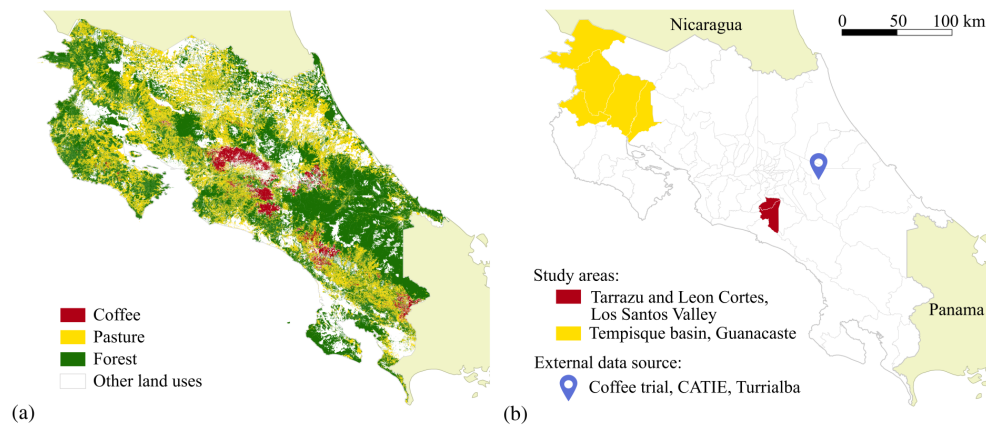 Coffee
Pasture
Forest
Other land uses
(a)
Nicaragua
0 50 100 km
Study areas:
Tarrazu and Leon Cortes,
Los Santos Valley
Tempisque basin, Guanacaste
Panama
External data source:
Coffee trial, CATIE, Turrialba
(b)